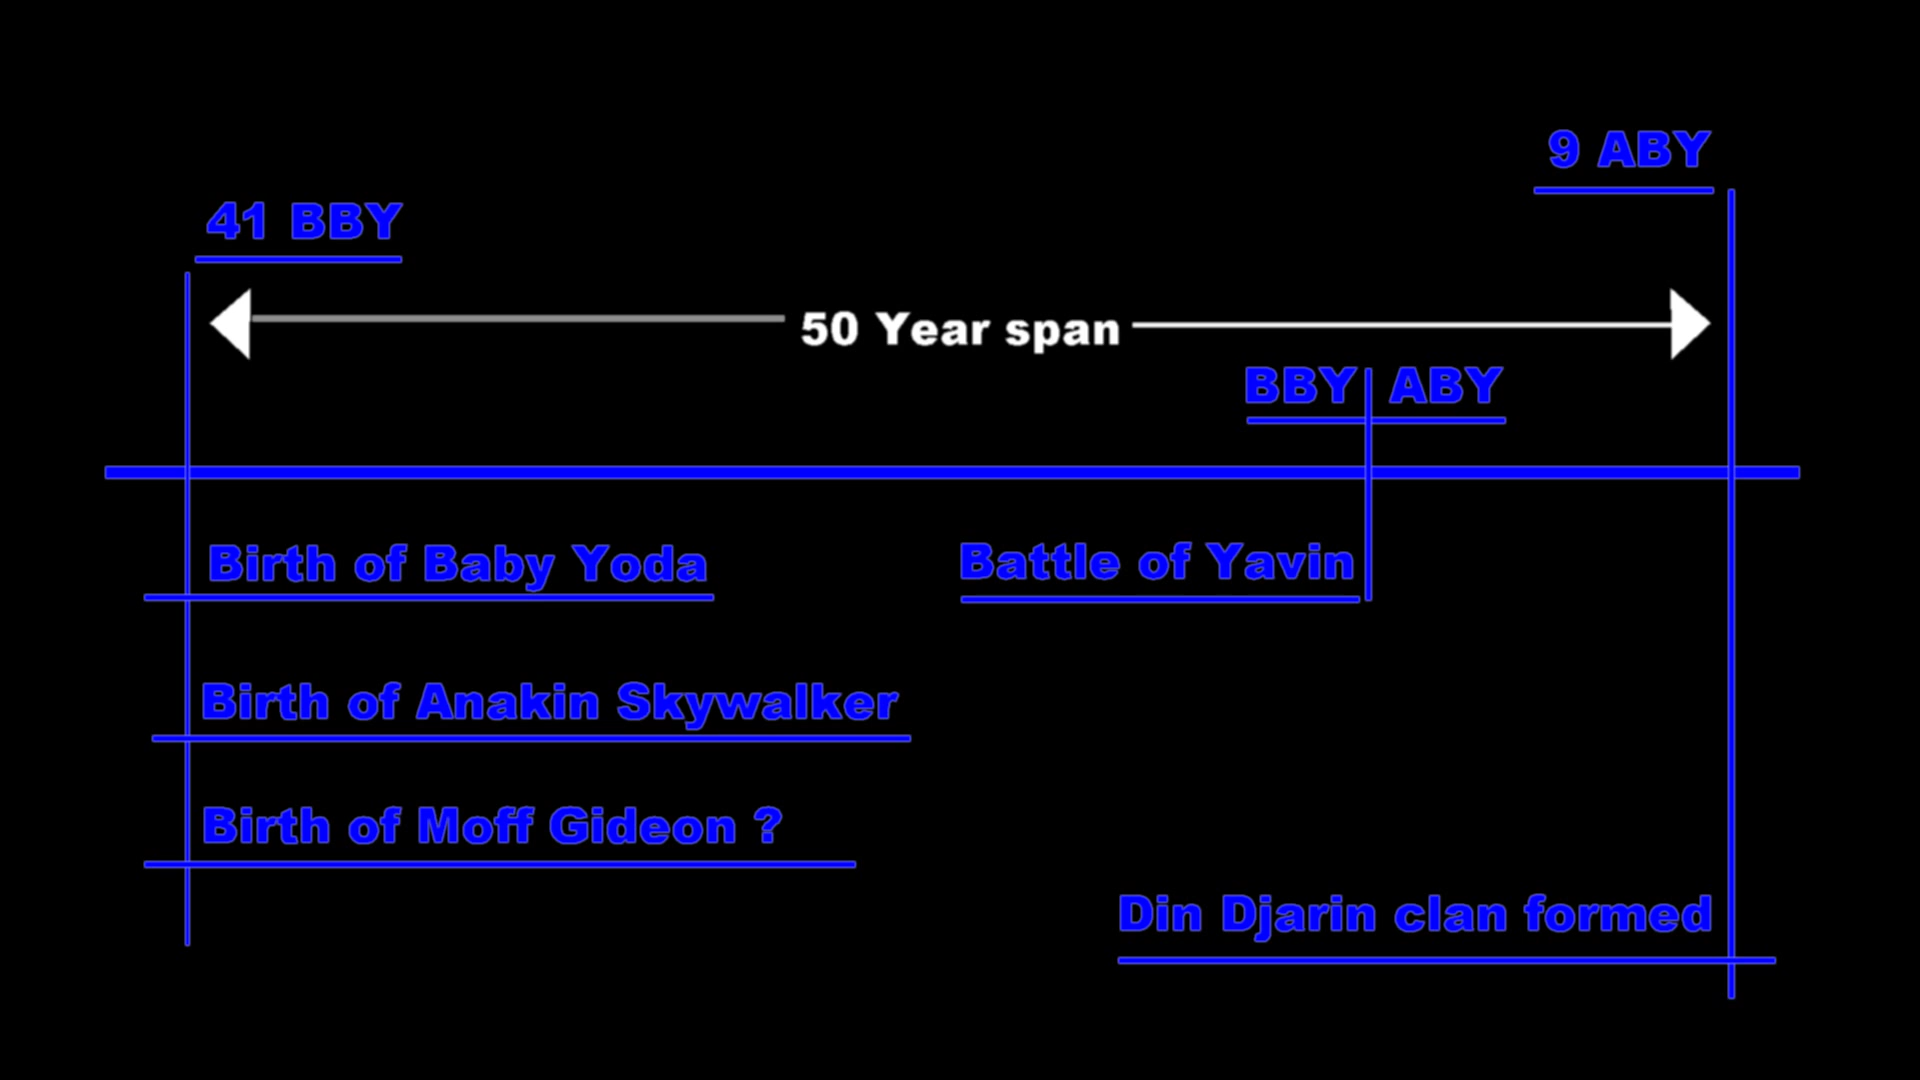 9 ABY
41 BBY
50 Year span
BBY ABY
Birth of Baby Yoda
Battle of Yavin
Birth of Anakin Skywalker
Birth of Moff Gideon ?
Din Djarin clan formed